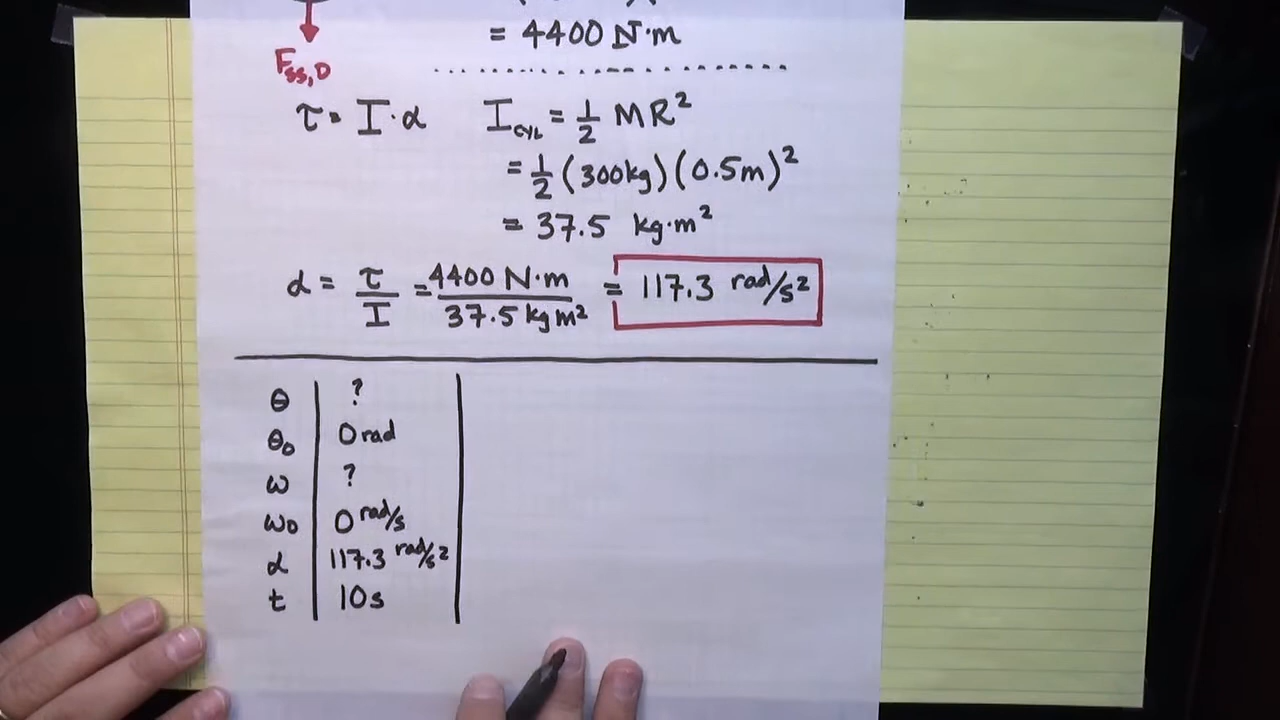 = 4400 N·m
F_SS,D
τ = I·α   I_CYL = 1/2 MR²
= 1/2 (300kg)(0.5m)²
= 37.5 kg·m²
α = τ/I = 4400 N·m / 37.5 kg m² = 117.3 rad/s²
θ | ? |
θ₀ | 0 rad |
ω | ? |
ω₀ | 0 rad/s |
α | 117.3 rad/s² |
t | 10s |